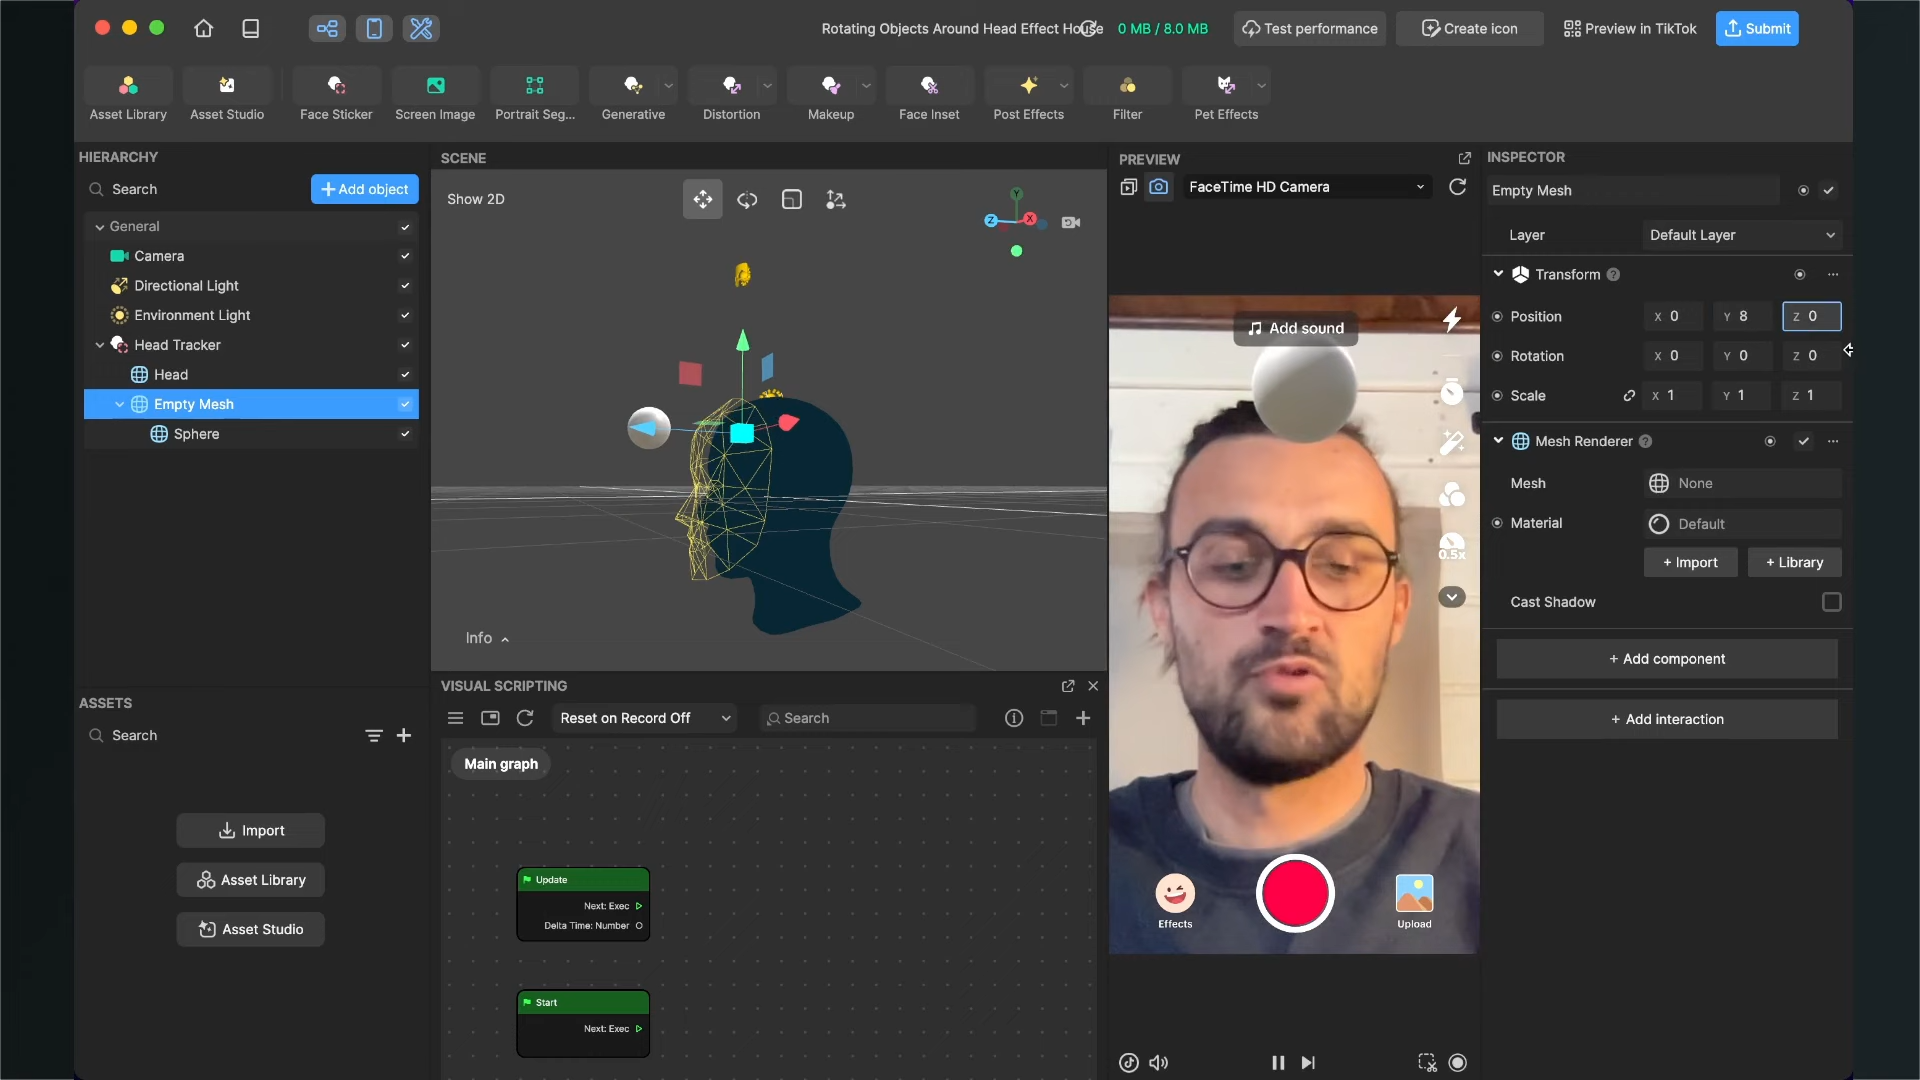 Rotating Objects Around Head Effect House
0 MB / 8.0 MB
Test performance
Create icon
Preview in TikTok
Submit
Asset Library
Asset Studio
Face Sticker
Screen Image
Portrait Seg...
Generative
Distortion
Makeup
Face Inset
Post Effects
Filter
Pet Effects
HIERARCHY
Search
Add object
General
Camera
Directional Light
Environment Light
Head Tracker
Head
Empty Mesh
Sphere
SCENE
Show 2D
Y
Z
X
Info
PREVIEW
FaceTime HD Camera
Add sound
0.5x
Effects
Upload
INSPECTOR
Empty Mesh
Layer
Default Layer
Transform
Position
X 0
Y 8
Z 0
Rotation
X 0
Y 0
Z 0
Scale
X 1
Y 1
Z 1
Mesh Renderer
Mesh
None
Material
Default
+ Import
+ Library
Cast Shadow
+ Add component
+ Add interaction
ASSETS
Search
Import
Asset Library
Asset Studio
VISUAL SCRIPTING
Reset on Record Off
Search
Main graph
Update
Next: Exec
Delta Time: Number
Start
Next: Exec